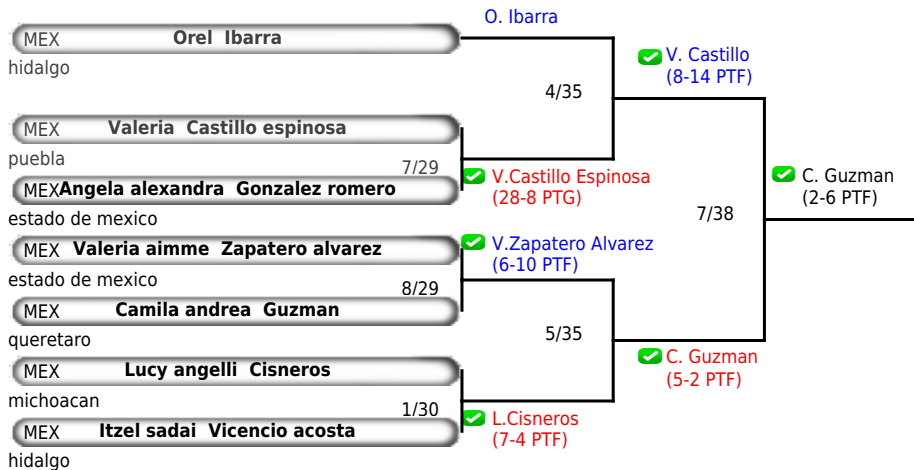 O. Ibarra
MEX Orel Ibarra
hidalgo
V. Castillo
(8-14 PTF)
4/35
MEX Valeria Castillo espinosa
puebla
7/29
V.Castillo Espinosa
(28-8 PTG)
MEX Angela alexandra Gonzalez romero
estado de mexico
C. Guzman
(2-6 PTF)
7/38
MEX Valeria aimme Zapatero alvarez
estado de mexico
V.Zapatero Alvarez
(6-10 PTF)
8/29
MEX Camila andrea Guzman
queretaro
5/35
C. Guzman
(5-2 PTF)
MEX Lucy angelli Cisneros
michoacan
1/30
L.Cisneros
(7-4 PTF)
MEX Itzel sadai Vicencio acosta
hidalgo